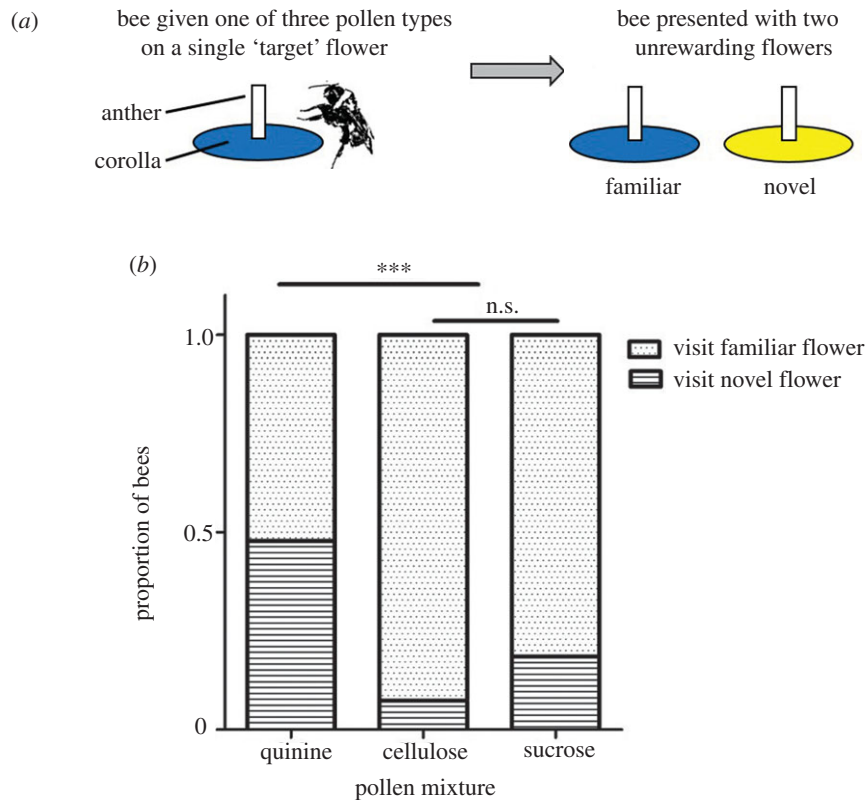 (a)
bee given one of three pollen types
on a single ‘target’ flower
bee presented with two
unrewarding flowers
anther
corolla
familiar
novel
(b)
***
n.s.
1.0
0.5
0
proportion of bees
visit familiar flower
visit novel flower
quinine
cellulose
sucrose
pollen mixture